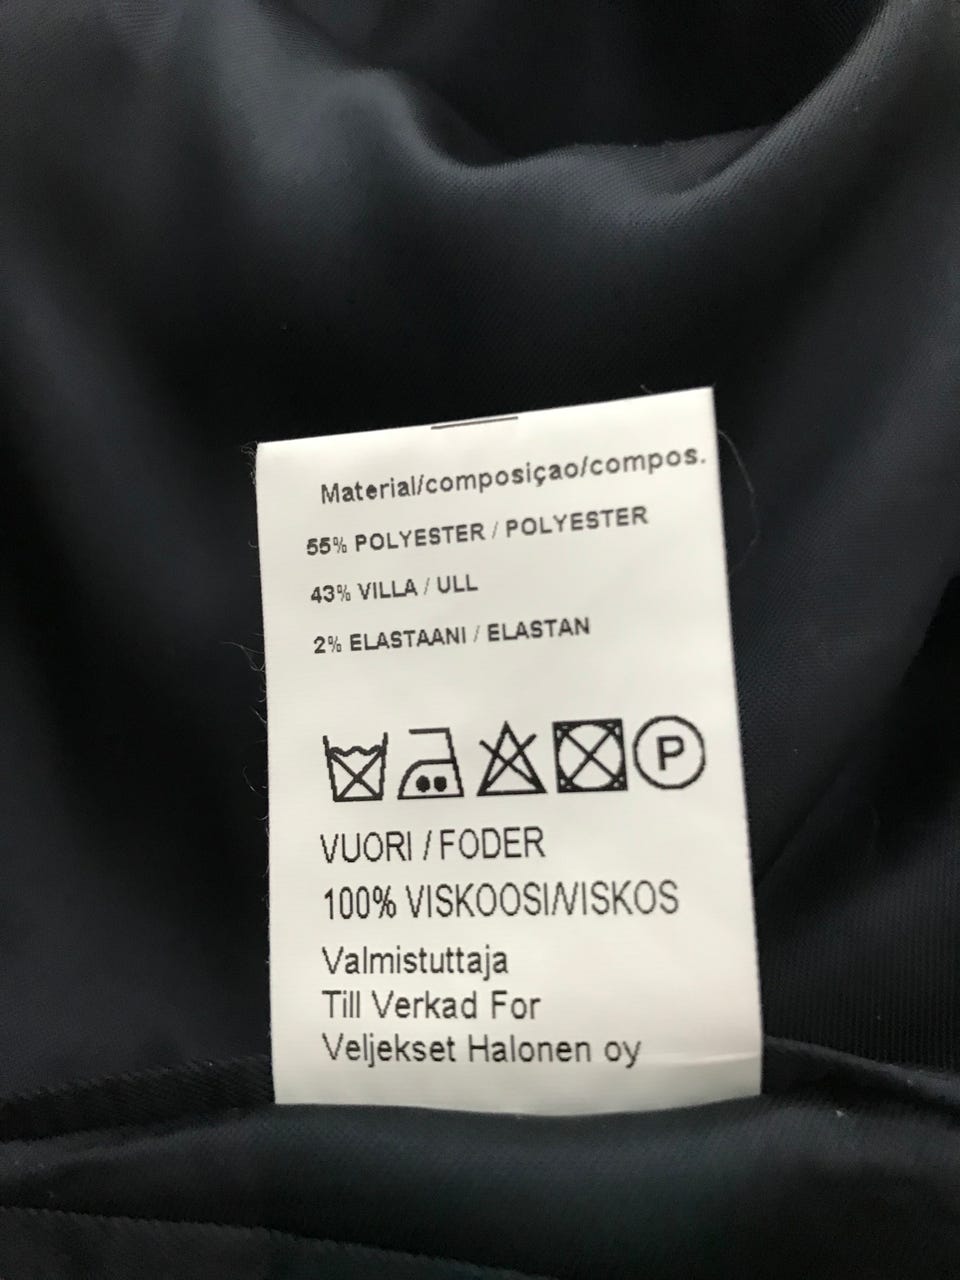 Material/composiçao/compos.
55% POLYESTER / POLYESTER
43% VILLA / ULL
2% ELASTAANI / ELASTAN
P
VUORI / FODER
100% VISKOOSI/VISKOS
Valmistuttaja
Till Verkad For
Veljekset Halonen oy